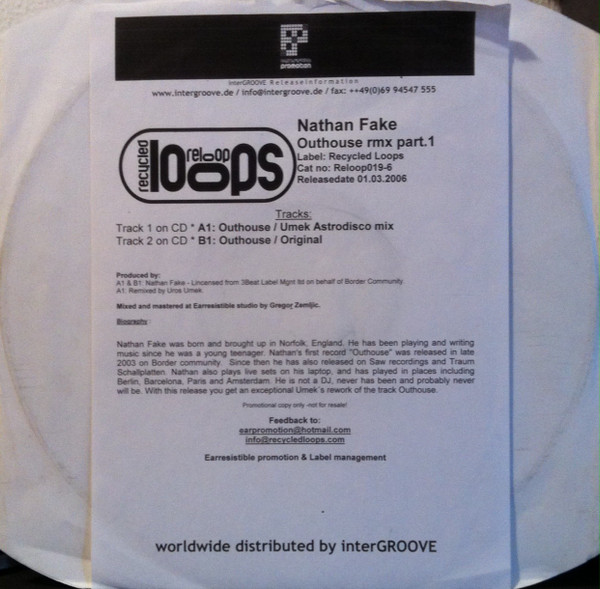 promotion
InterGROOVE Releaseinformation
www.intergroove.de / info@intergroove.de / fax: ++49(0)69 94547 555
recycled
reloop
loops
Nathan Fake
Outhouse rmx part.1
Label: Recycled Loops
Cat no: Reloop019-6
Releasedate 01.03.2006
Tracks:
Track 1 on CD * A1: Outhouse / Umek Astrodisco mix
Track 2 on CD * B1: Outhouse / Original
Produced by:
A1 & B1: Nathan Fake - Lincensed from 3Beat Label Mgnt ltd on behalf of Border Community
A1: Remixed by Uros Umek.
Mixed and mastered at Earresistible studio by Gregor Zemljic.
Biography :
Nathan Fake was born and brought up in Norfolk, England. He has been playing and writing
music since he was a young teenager. Nathan's first record "Outhouse" was released in late
2003 on Border community. Since then he has also released on Saw recordings and Traum
Schallplatten. Nathan also plays live sets on his laptop, and has played in places including
Berlin, Barcelona, Paris and Amsterdam. He is not a DJ, never has been and probably never
will be. With this release you get an exceptional Umek's rework of the track Outhouse.
Promotional copy only -not for resale!
Feedback to:
earpromotion@hotmail.com
info@recycledloops.com
Earresistible promotion & Label management
worldwide distributed by interGROOVE